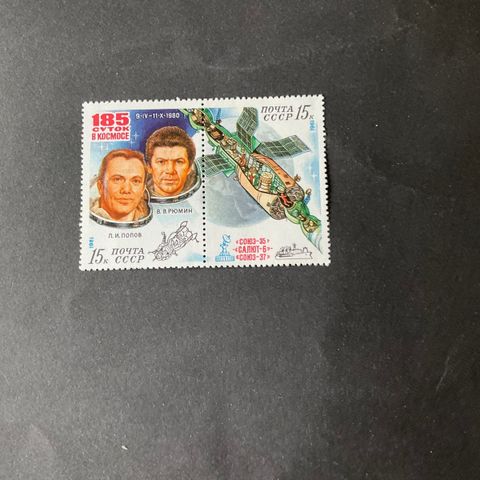 185
СУТОК
В КОСМОСЕ
9·IV–11·X·1980
В.В.РЮМИН
Л.И.ПОПОВ
1981
15К ПОЧТА
СССР
ПОЧТА 15К
СССР
1981
«СОЮЗ-35»
«САЛЮТ-6»
«СОЮЗ-37»